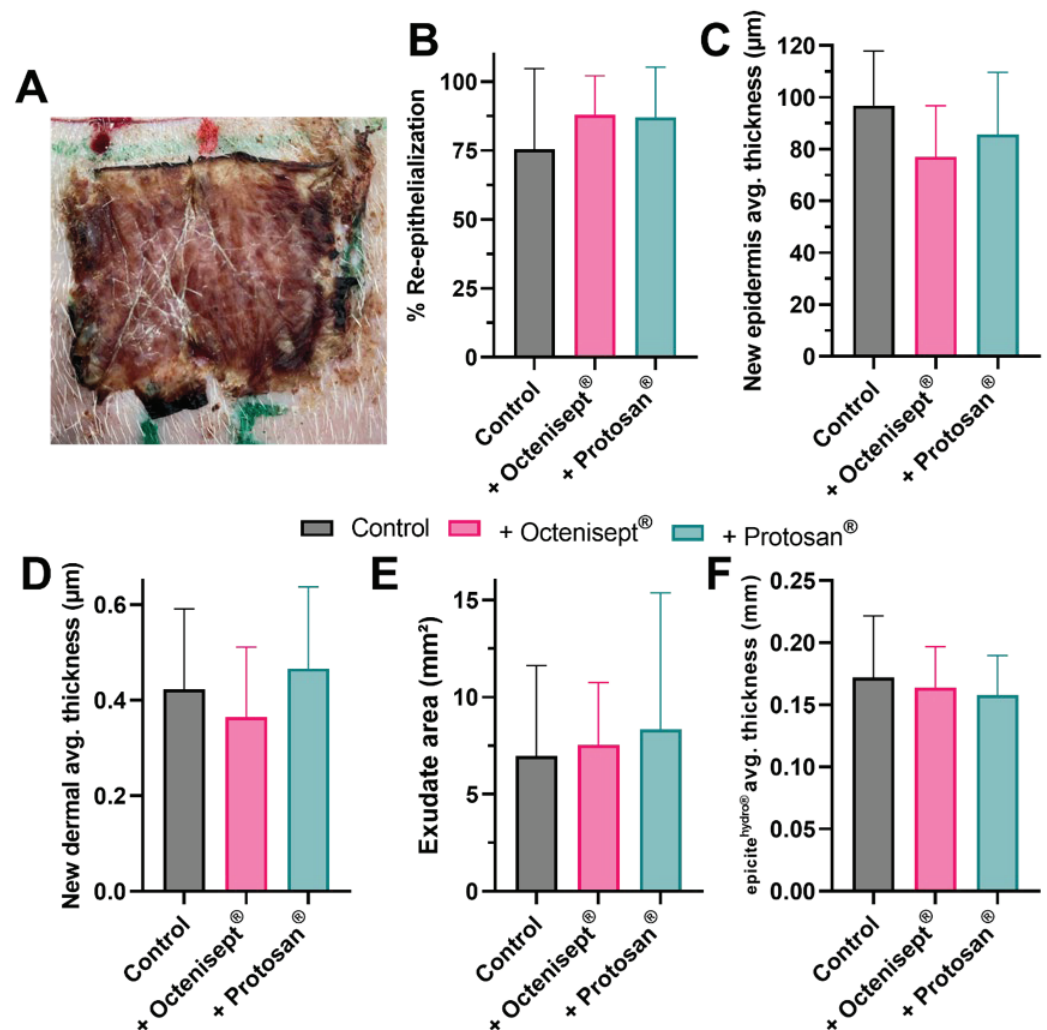 A
B
% Re-epithelialization
100
75
50
25
0
Control
+ Octenisept®
+ Protosan®
C
New epidermis avg. thickness (µm)
120
100
80
60
40
20
0
Control
+ Octenisept®
+ Protosan®
Control
+ Octenisept®
+ Protosan®
D
New dermal avg. thickness (µm)
0.6
0.4
0.2
0.0
Control
+ Octenisept®
+ Protosan®
E
Exudate area (mm²)
15
10
5
0
Control
+ Octenisept®
+ Protosan®
F
epicite hydro® avg. thickness (mm)
0.25
0.20
0.15
0.10
0.05
0.00
Control
+ Octenisept®
+ Protosan®